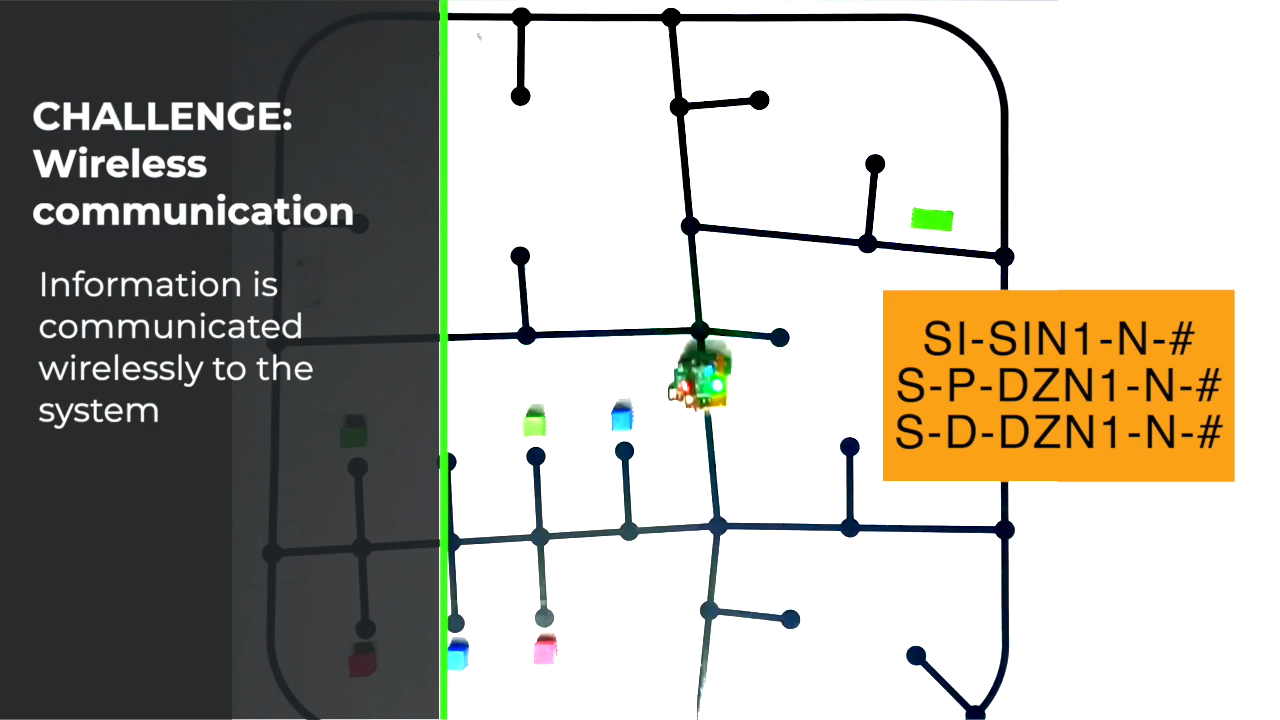 CHALLENGE:
Wireless
communication
Information is
communicated
wirelessly to the
system
SI-SIN1-N-#
S-P-DZN1-N-#
S-D-DZN1-N-#